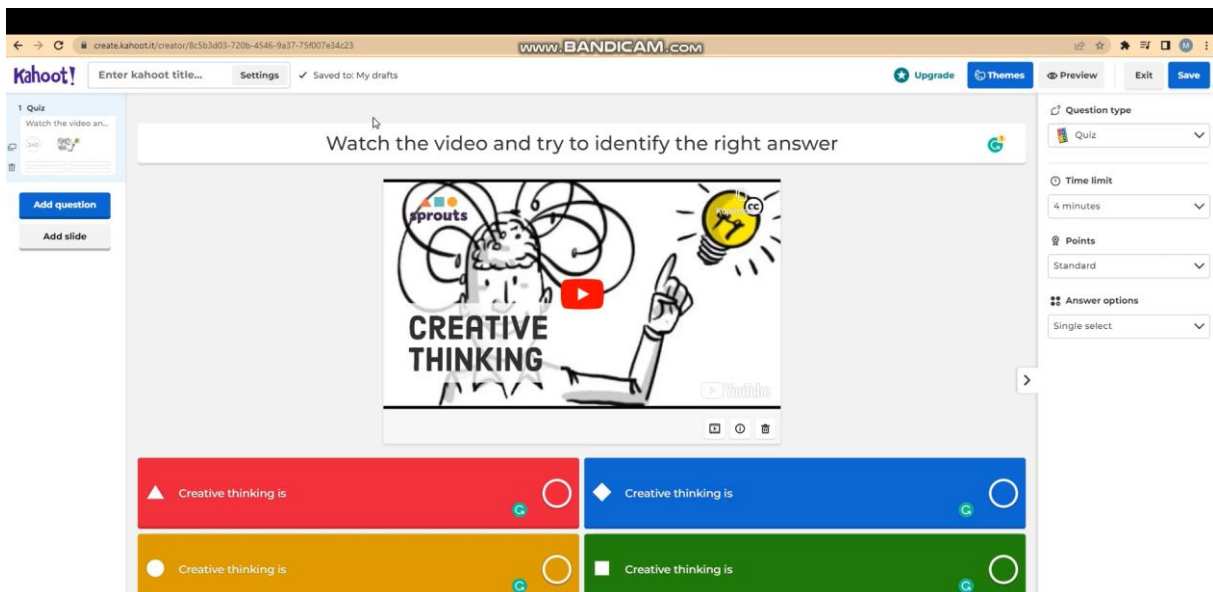 www.BANDICAM.com
create.kahoot.it/creator/8c5b3d03-720b-4546-9a37-75f007e34c23
M
Kahoot!
Enter kahoot title...
Settings
Saved to: My drafts
Upgrade
Themes
Preview
Exit
Save
1 Quiz
Watch the video an...
Add question
Add slide
Watch the video and try to identify the right answer
sprouts
cc
CREATIVE
THINKING
YouTube
Creative thinking is
Creative thinking is
Creative thinking is
Creative thinking is
Question type
Quiz
Time limit
4 minutes
Points
Standard
Answer options
Single select